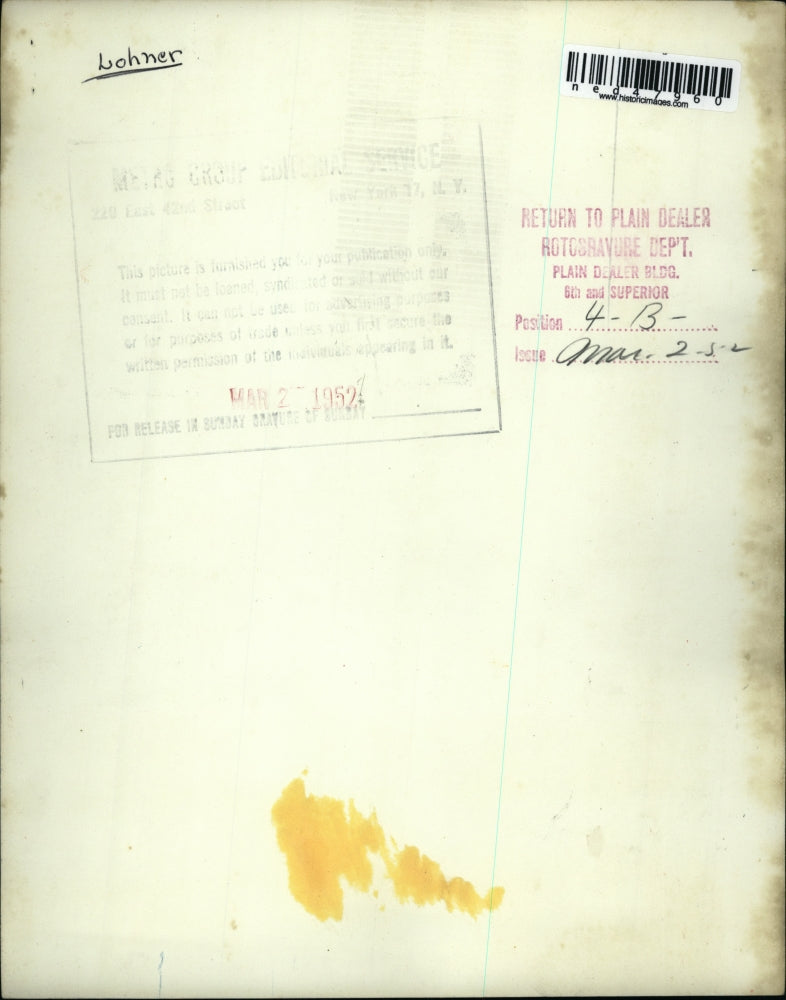 Lohner
ned47960
www.historicimages.com
METRO GROUP EDITORIAL SERVICE
220 East 42nd Street New York 17, N. Y.
This picture is furnished you for your publication only.
It must not be loaned, syndicated or sold without our
consent. It can not be used for advertising purposes
or for purposes of trade unless you first secure the
written permission of the individuals appearing in it.
MAR 2 1952
FOR RELEASE IN SUNDAY GRAVURE OF SUNDAY
RETURN TO PLAIN DEALER
ROTOGRAVURE DEP'T.
PLAIN DEALER BLDG.
6th and SUPERIOR
Position 4-B-
Issue Mar. 2-52